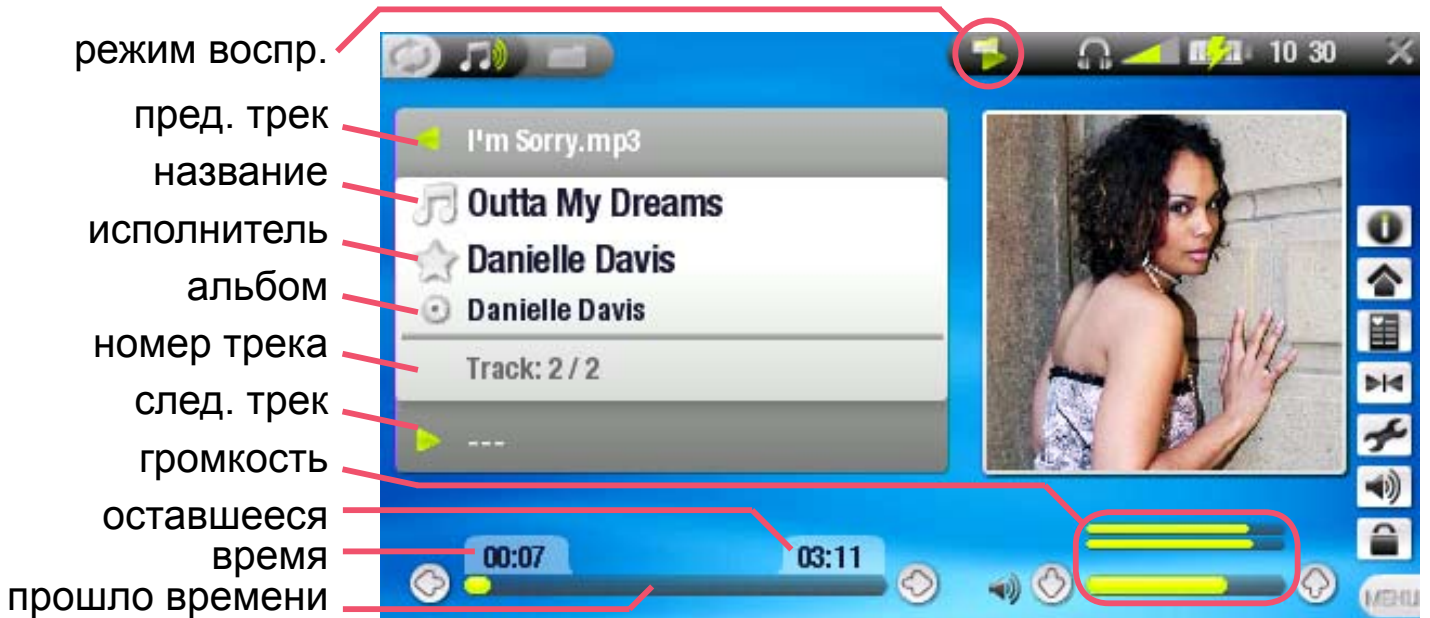 режим воспр.
10 30
пред. трек
I'm Sorry.mp3
название
Outta My Dreams
исполнитель
Danielle Davis
альбом
Danielle Davis
номер трека
Track: 2 / 2
след. трек
---
громкость
оставшееся
время
00:07
03:11
прошло времени
MENU